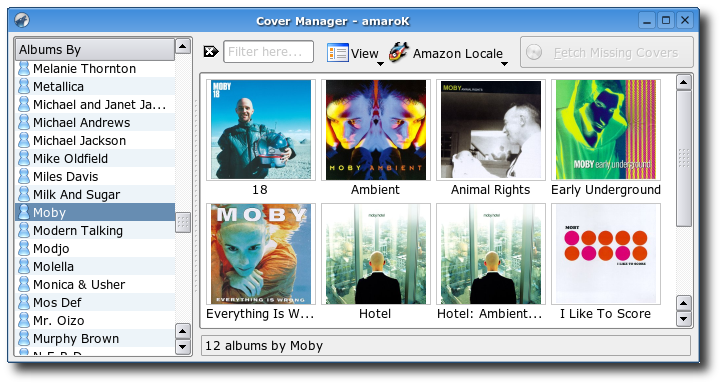 Cover Manager - amaroK
Albums By
Filter here...
View
Amazon Locale
Fetch Missing Covers
Melanie Thornton
Metallica
Michael and Janet Ja...
Michael Andrews
Michael Jackson
Mike Oldfield
Miles Davis
Milk And Sugar
Moby
Modern Talking
Modjo
Molella
Monica & Usher
Mos Def
Mr. Oizo
Murphy Brown
MOBY
18
MOBY AMBIENT
MOBY ANIMAL RIGHTS
MOBY early underground
18
Ambient
Animal Rights
Early Underground
MOBY
EVERYTHING IS WRONG
moby hotel
moby hotel
MOBY
I LIKE TO SCORE
Everything Is W...
Hotel
Hotel: Ambient...
I Like To Score
12 albums by Moby